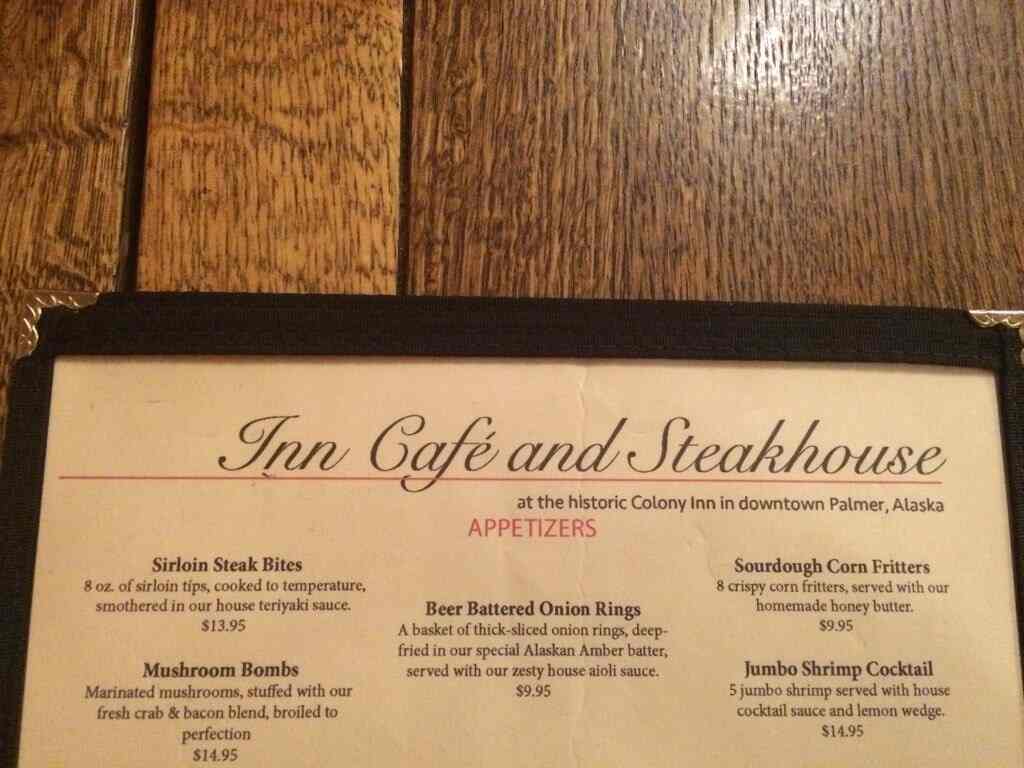 Inn Café and Steakhouse
at the historic Colony Inn in downtown Palmer, Alaska
APPETIZERS
Sirloin Steak Bites
8 oz. of sirloin tips, cooked to temperature,
smothered in our house teriyaki sauce.
$13.95
Mushroom Bombs
Marinated mushrooms, stuffed with our
fresh crab & bacon blend, broiled to
perfection
$14.95
Beer Battered Onion Rings
A basket of thick-sliced onion rings, deep-
fried in our special Alaskan Amber batter,
served with our zesty house aioli sauce.
$9.95
Sourdough Corn Fritters
8 crispy corn fritters, served with our
homemade honey butter.
$9.95
Jumbo Shrimp Cocktail
5 jumbo shrimp served with house
cocktail sauce and lemon wedge.
$14.95